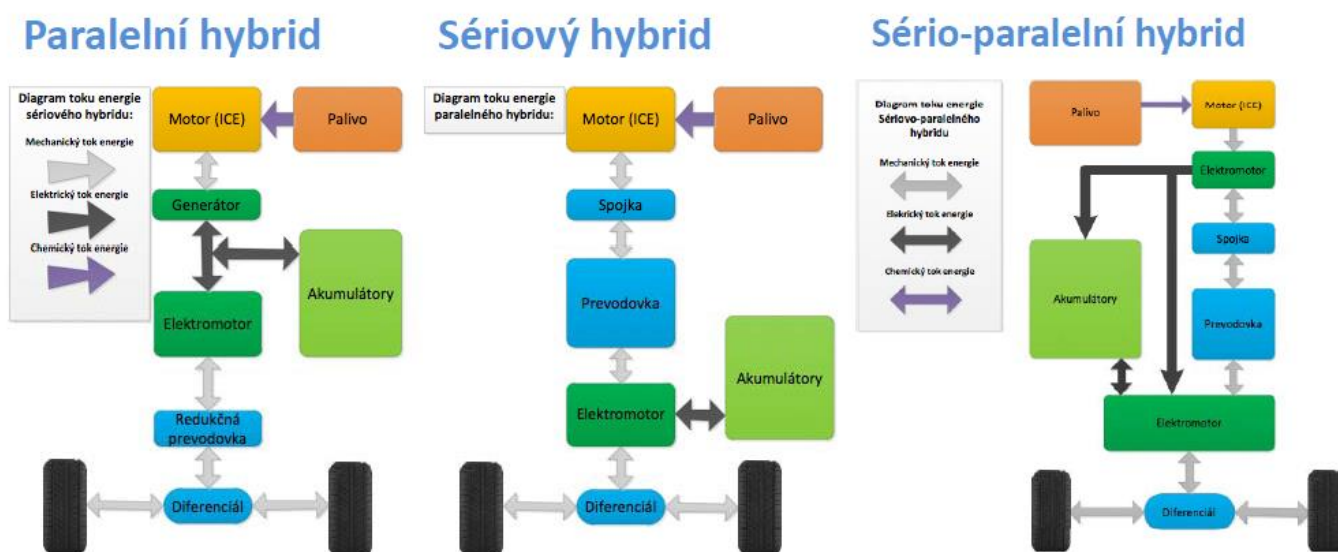 Paralelní hybrid
Diagram toku energie
sériového hybridu:
Mechanický tok energie
Elektrický tok energie
Chemický tok energie
Motor (ICE)
Palivo
Generátor
Akumulátory
Elektromotor
Redukčná
prevodovka
Diferenciál
Sériový hybrid
Diagram toku energie
paralelného hybridu:
Motor (ICE)
Palivo
Spojka
Prevodovka
Akumulátory
Elektromotor
Diferenciál
Sério-paralelní hybrid
Diagram toku energie
Sériovo-paralelného
hybridu
Mechanický tok energie
Elekrický tok energie
Chemický tok energie
Palivo
Motor (ICE)
Elektromotor
Spojka
Akumulátory
Prevodovka
Elektromotor
Diferenciál